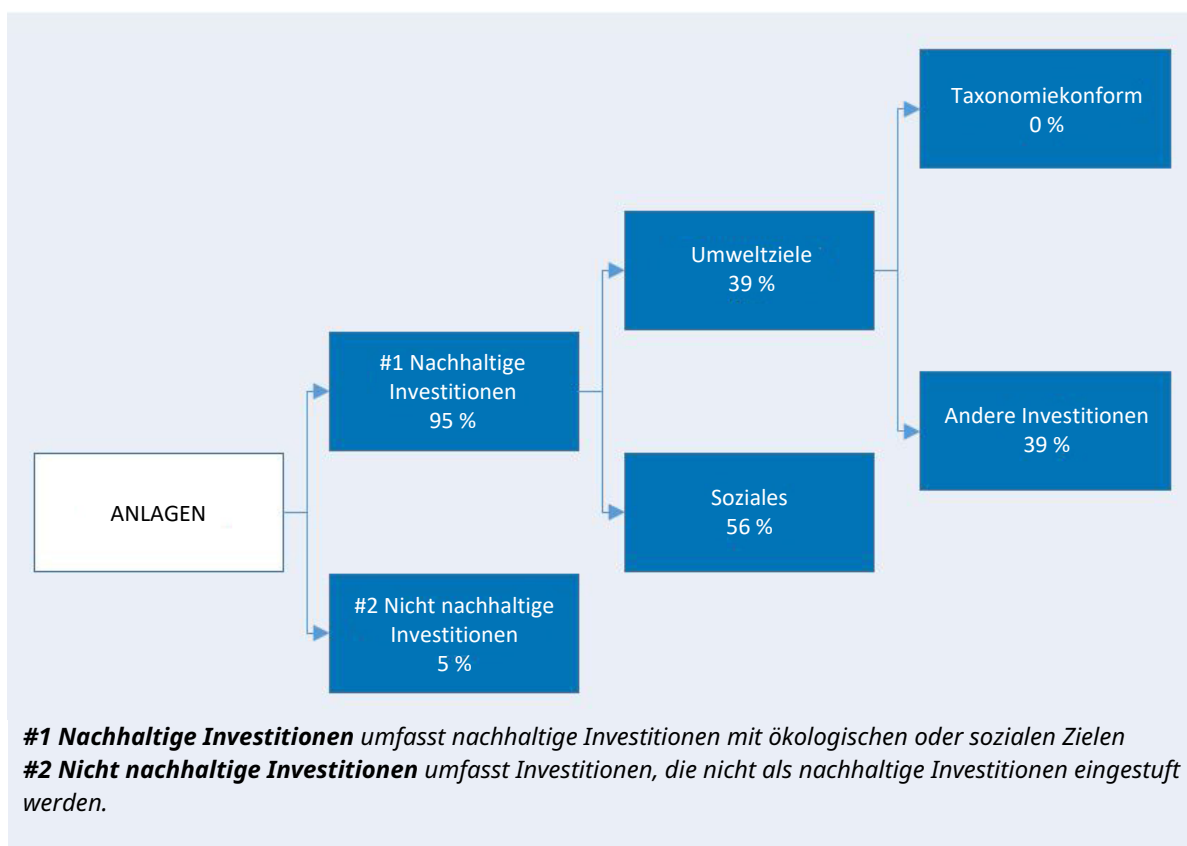 ANLAGEN
#1 Nachhaltige
Investitionen
95 %
#2 Nicht nachhaltige
Investitionen
5 %
Umweltziele
39 %
Soziales
56 %
Taxonomiekonform
0 %
Andere Investitionen
39 %
#1 Nachhaltige Investitionen umfasst nachhaltige Investitionen mit ökologischen oder sozialen Zielen
#2 Nicht nachhaltige Investitionen umfasst Investitionen, die nicht als nachhaltige Investitionen eingestuft
werden.